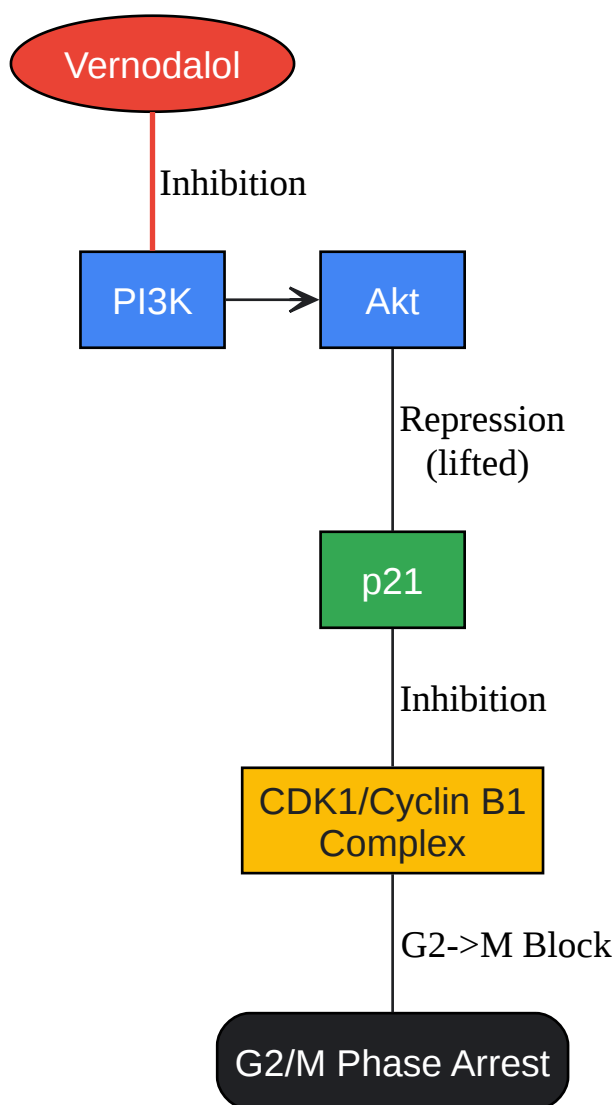 Vernodalol
Inhibition
PI3K
Akt
Repression
(lifted)
p21
Inhibition
CDK1/Cyclin B1
Complex
G2->M Block
G2/M Phase Arrest